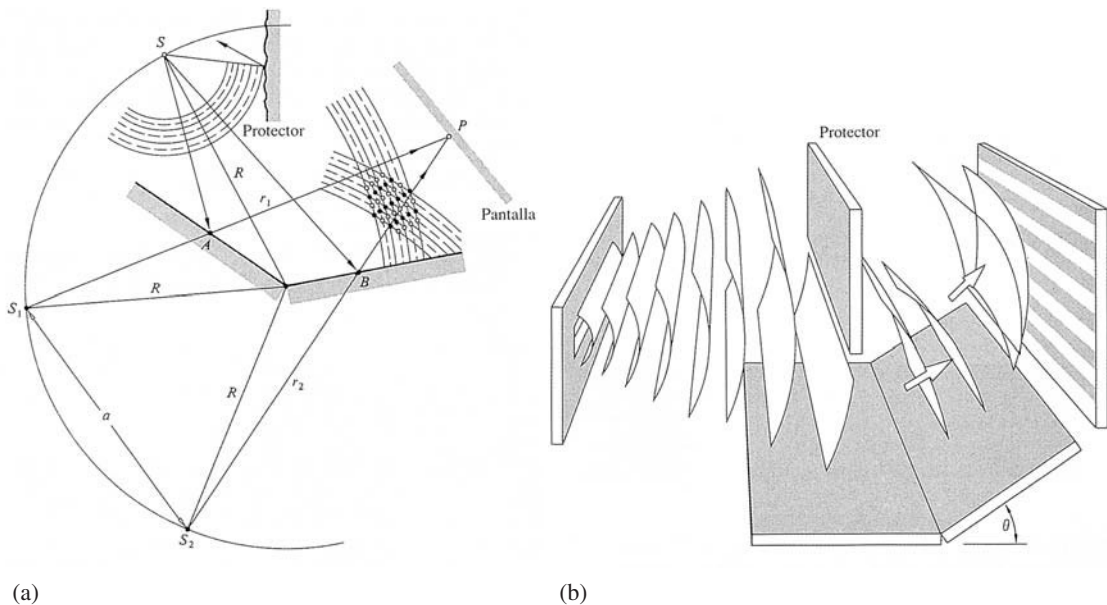 S
Protector
P
R
r1
Pantalla
A
B
R
S1
R
r2
a
S2
(a)
Protector
θ
(b)